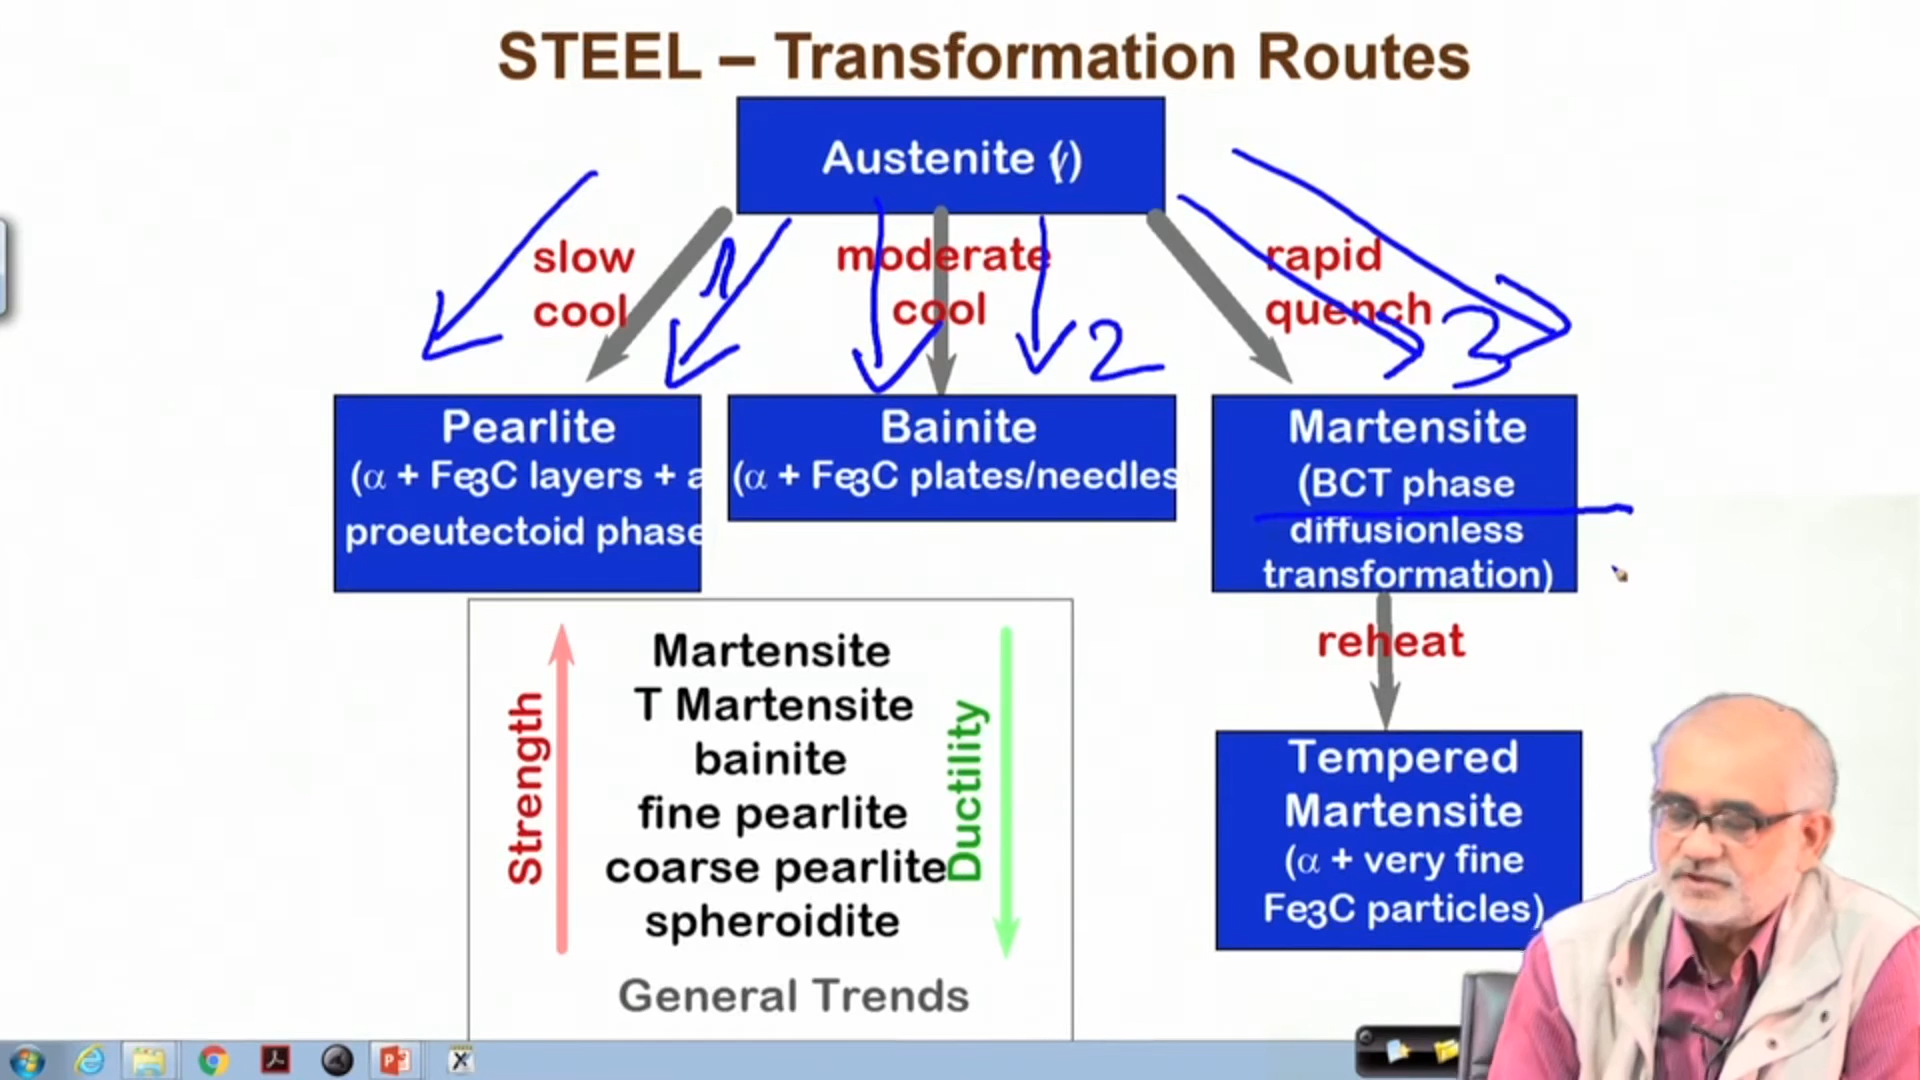 STEEL – Transformation Routes
Austenite (γ)
slow
cool
1
moderate
cool
2
rapid
quench
3
Pearlite
(α + Fe3C layers + a
proeutectoid phase
Bainite
(α + Fe3C plates/needles
Martensite
(BCT phase
diffusionless
transformation)
reheat
Tempered
Martensite
(α + very fine
Fe3C particles)
Strength
Martensite
T Martensite
bainite
fine pearlite
coarse pearlite
spheroidite
Ductility
General Trends